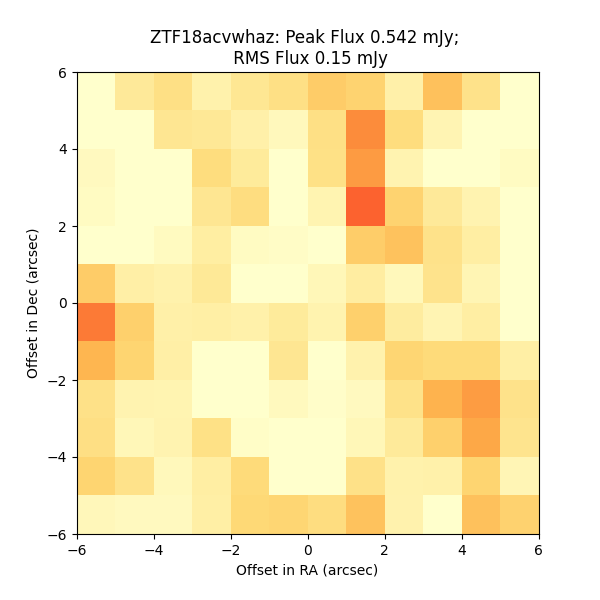 ZTF18acvwhaz: Peak Flux 0.542 mJy;
RMS Flux 0.15 mJy
6
4
2
0
−2
−4
−6
Offset in Dec (arcsec)
−6 −4 −2 0 2 4 6
Offset in RA (arcsec)